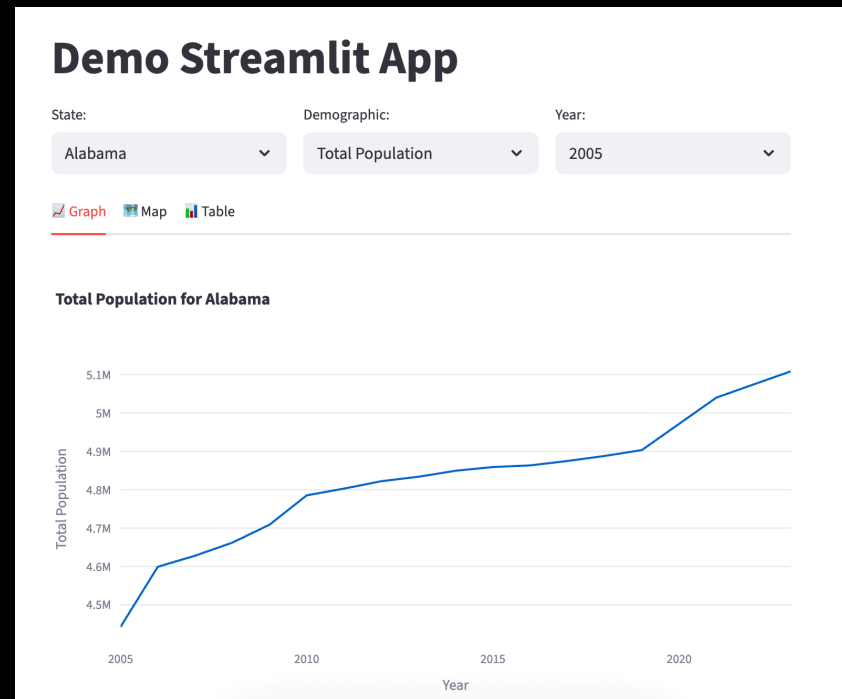 Demo Streamlit App
State: Demographic: Year:
Alabama Total Population 2005
Graph Map Table
Total Population for Alabama
5.1M
5M
4.9M
4.8M
4.7M
4.6M
4.5M
Total Population
2005 2010 2015 2020
Year